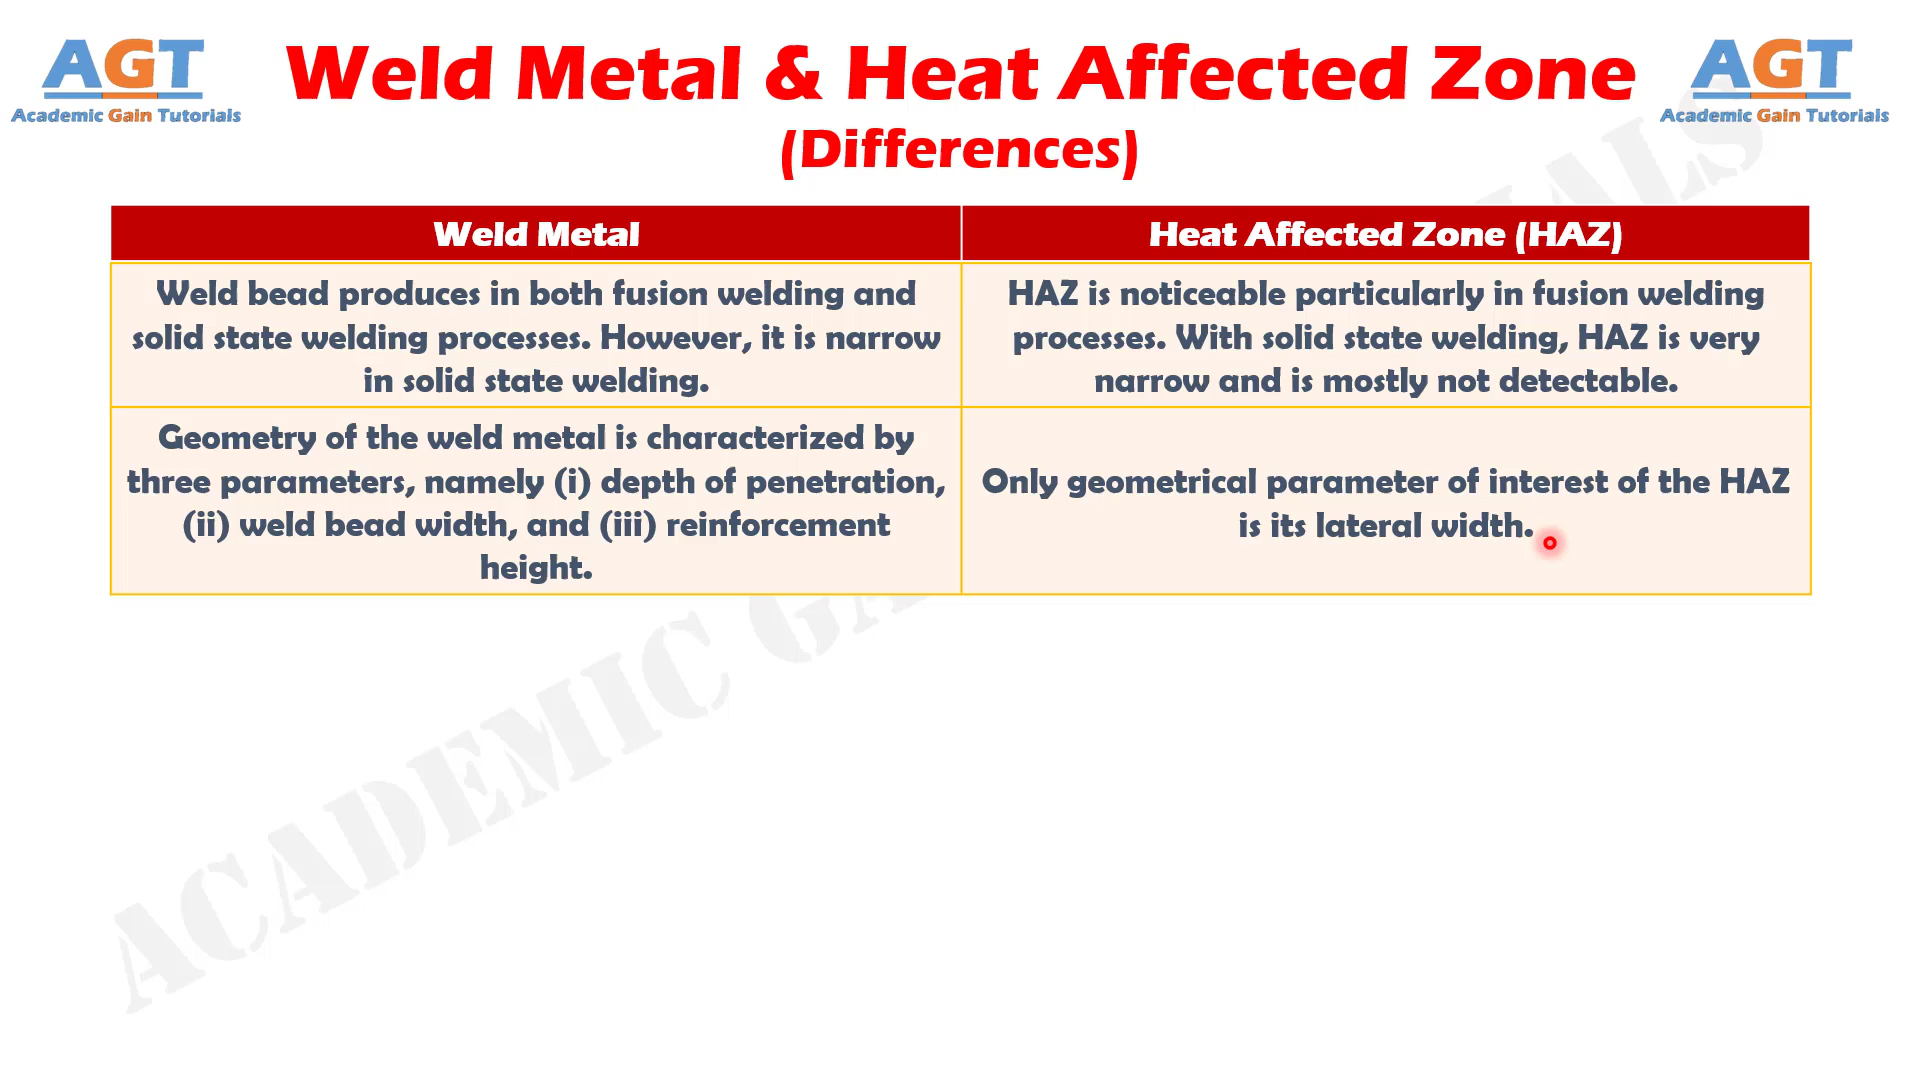 AGT
Academic Gain Tutorials
Weld Metal & Heat Affected Zone
(Differences)
AGT
Academic Gain Tutorials
Weld Metal
Heat Affected Zone (HAZ)
Weld bead produces in both fusion welding and
solid state welding processes. However, it is narrow
in solid state welding.
HAZ is noticeable particularly in fusion welding
processes. With solid state welding, HAZ is very
narrow and is mostly not detectable.
Geometry of the weld metal is characterized by
three parameters, namely (i) depth of penetration,
(ii) weld bead width, and (iii) reinforcement
height.
Only geometrical parameter of interest of the HAZ
is its lateral width.
ACADEMIC